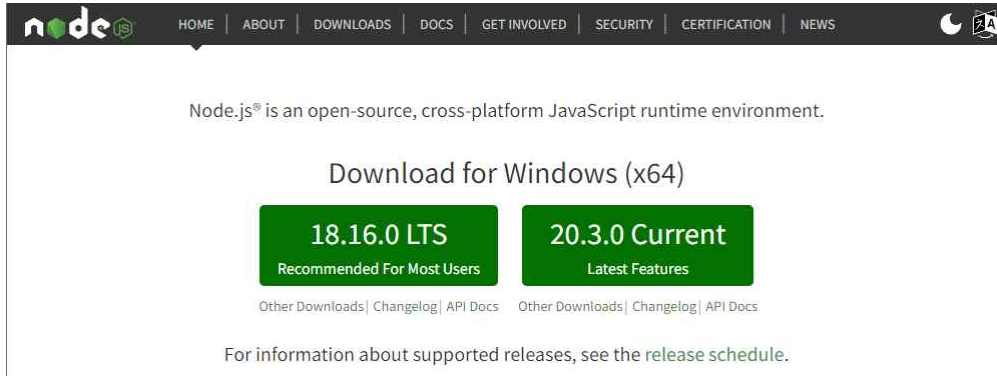 node JS
HOME | ABOUT | DOWNLOADS | DOCS | GET INVOLVED | SECURITY | CERTIFICATION | NEWS
Node.js® is an open-source, cross-platform JavaScript runtime environment.
Download for Windows (x64)
18.16.0 LTS 20.3.0 Current
Recommended For Most Users Latest Features
Other Downloads | Changelog | API Docs Other Downloads | Changelog | API Docs
For information about supported releases, see the release schedule.